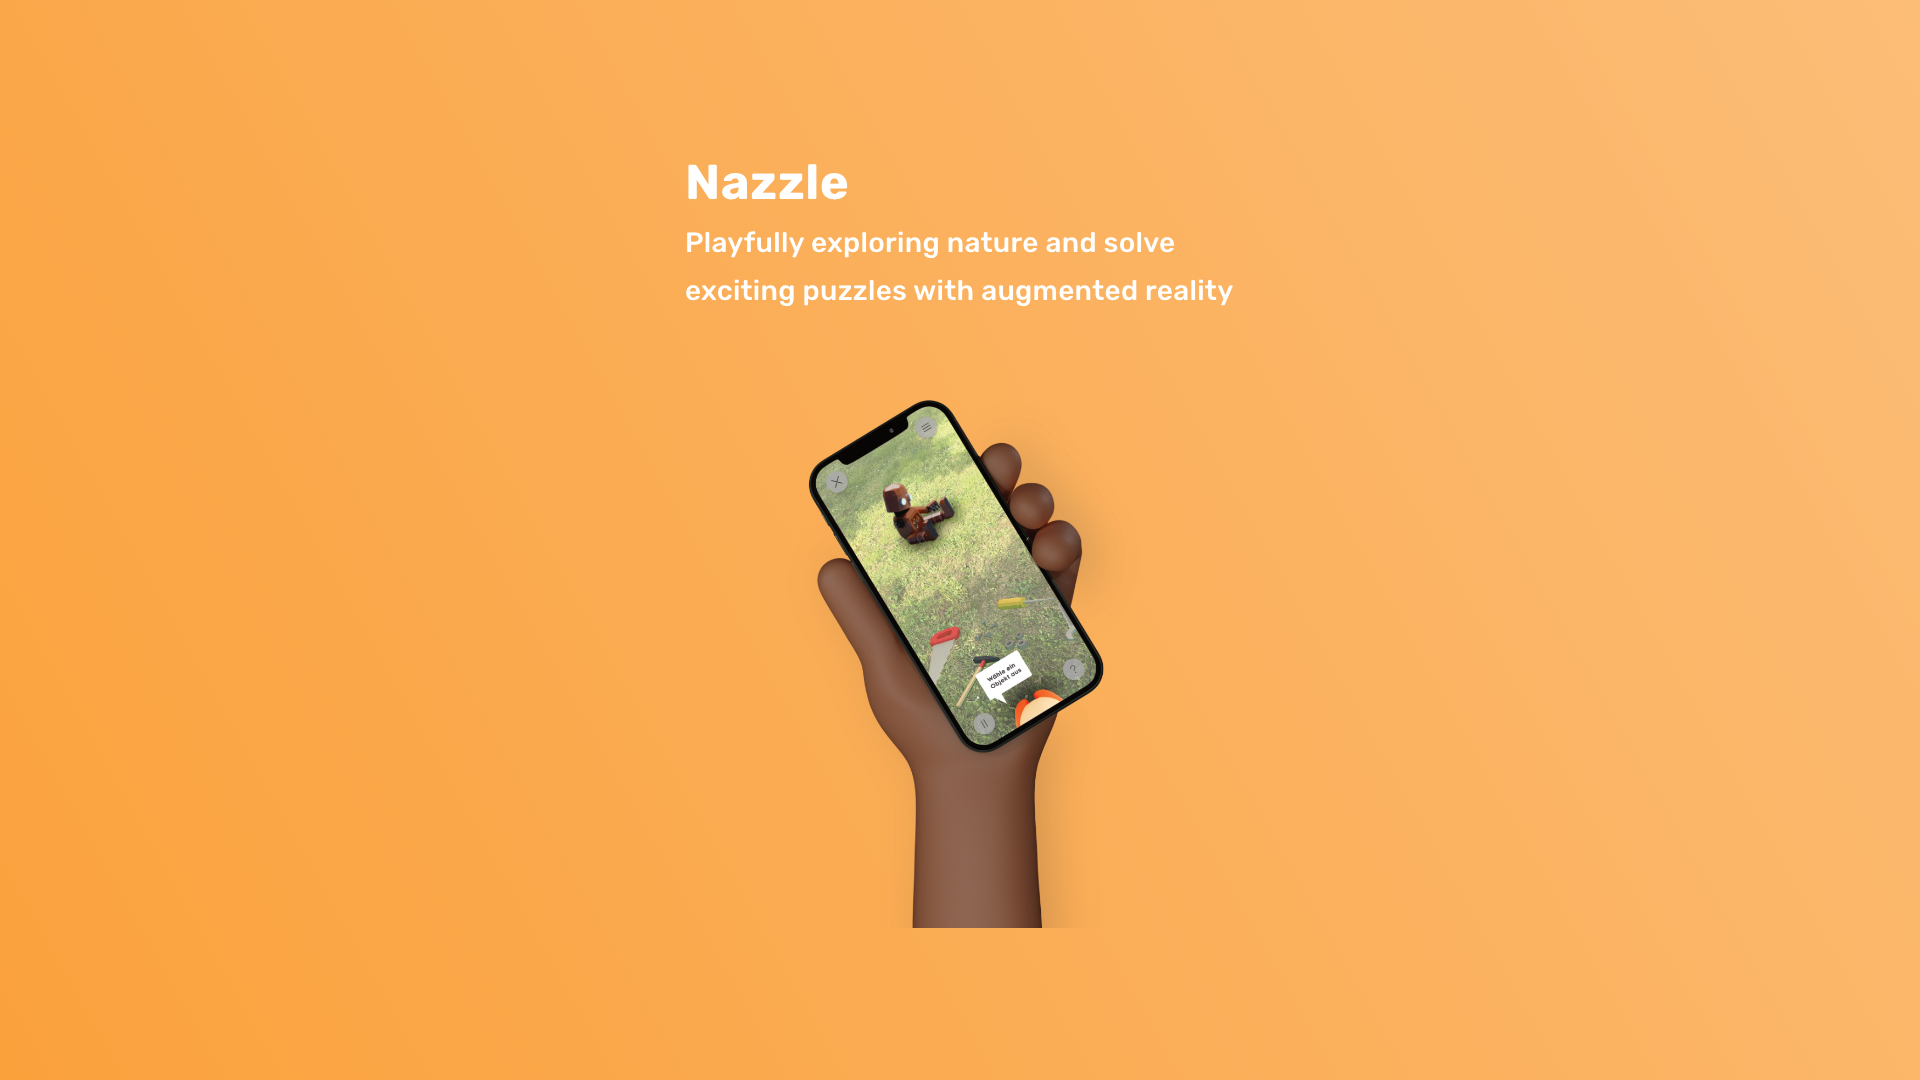 Nazzle
Playfully exploring nature and solve
exciting puzzles with augmented reality
Wähle ein
Objekt aus
?